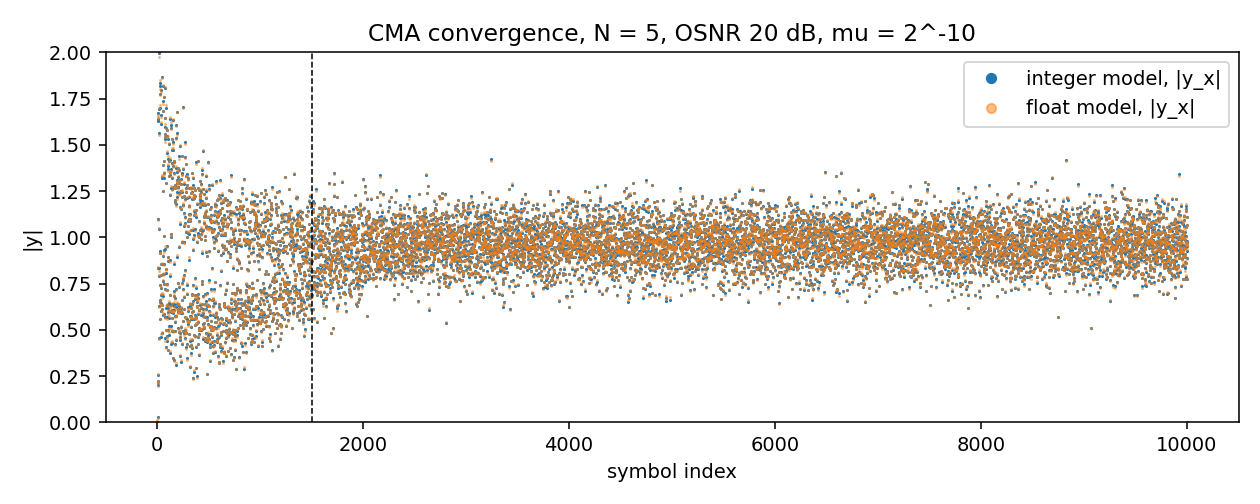 CMA convergence, N = 5, OSNR 20 dB, mu = 2^-10
2.00
1.75
1.50
1.25
1.00
0.75
0.50
0.25
0.00
|y|
integer model, |y_x|
float model, |y_x|
0 2000 4000 6000 8000 10000
symbol index